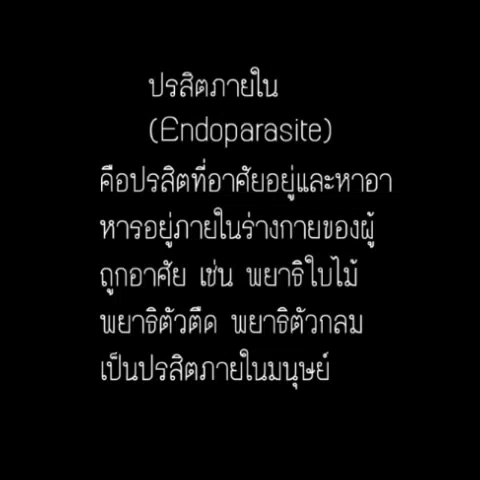 ปรสิตภายใน
(Endoparasite)
คือปรสิตที่อาศัยอยู่และหาอา
หารอยู่ภายในร่างกายของผู้
ถูกอาศัย เช่น พยาธิใบไม้
พยาธิตัวตืด พยาธิตัวกลม
เป็นปรสิตภายในมนุษย์